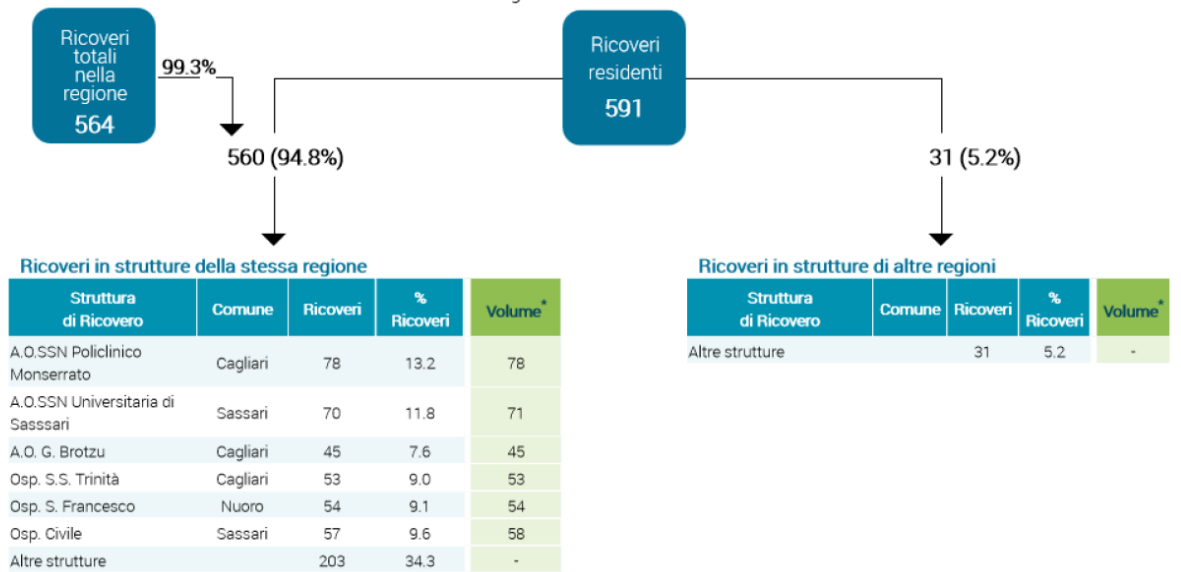 Ricoveri
totali
nella
regione
564
99.3%
Ricoveri
residenti
591
560 (94.8%)
31 (5.2%)
Ricoveri in strutture della stessa regione
Struttura
di Ricovero
Comune
Ricoveri
%
Ricoveri
Volume*
A.O.SSN Policlinico
Monserrato
Cagliari
78
13.2
78
A.O.SSN Universitaria di
Sasssari
Sassari
70
11.8
71
A.O. G. Brotzu
Cagliari
45
7.6
45
Osp. S.S. Trinità
Cagliari
53
9.0
53
Osp. S. Francesco
Nuoro
54
9.1
54
Osp. Civile
Sassari
57
9.6
58
Altre strutture
203
34.3
-
Ricoveri in strutture di altre regioni
Struttura
di Ricovero
Comune
Ricoveri
%
Ricoveri
Volume*
Altre strutture
31
5.2
-